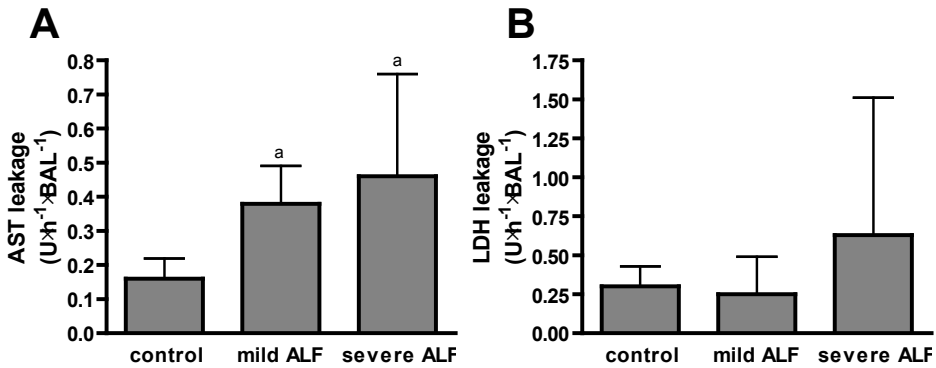 A
AST leakage
(U×h⁻¹×BAL⁻¹)
0.8
0.7
0.6
0.5
0.4
0.3
0.2
0.1
0.0
a
a
control mild ALF severe ALF
B
LDH leakage
(U×h⁻¹×BAL⁻¹)
1.75
1.50
1.25
1.00
0.75
0.50
0.25
0.00
control mild ALF severe ALF